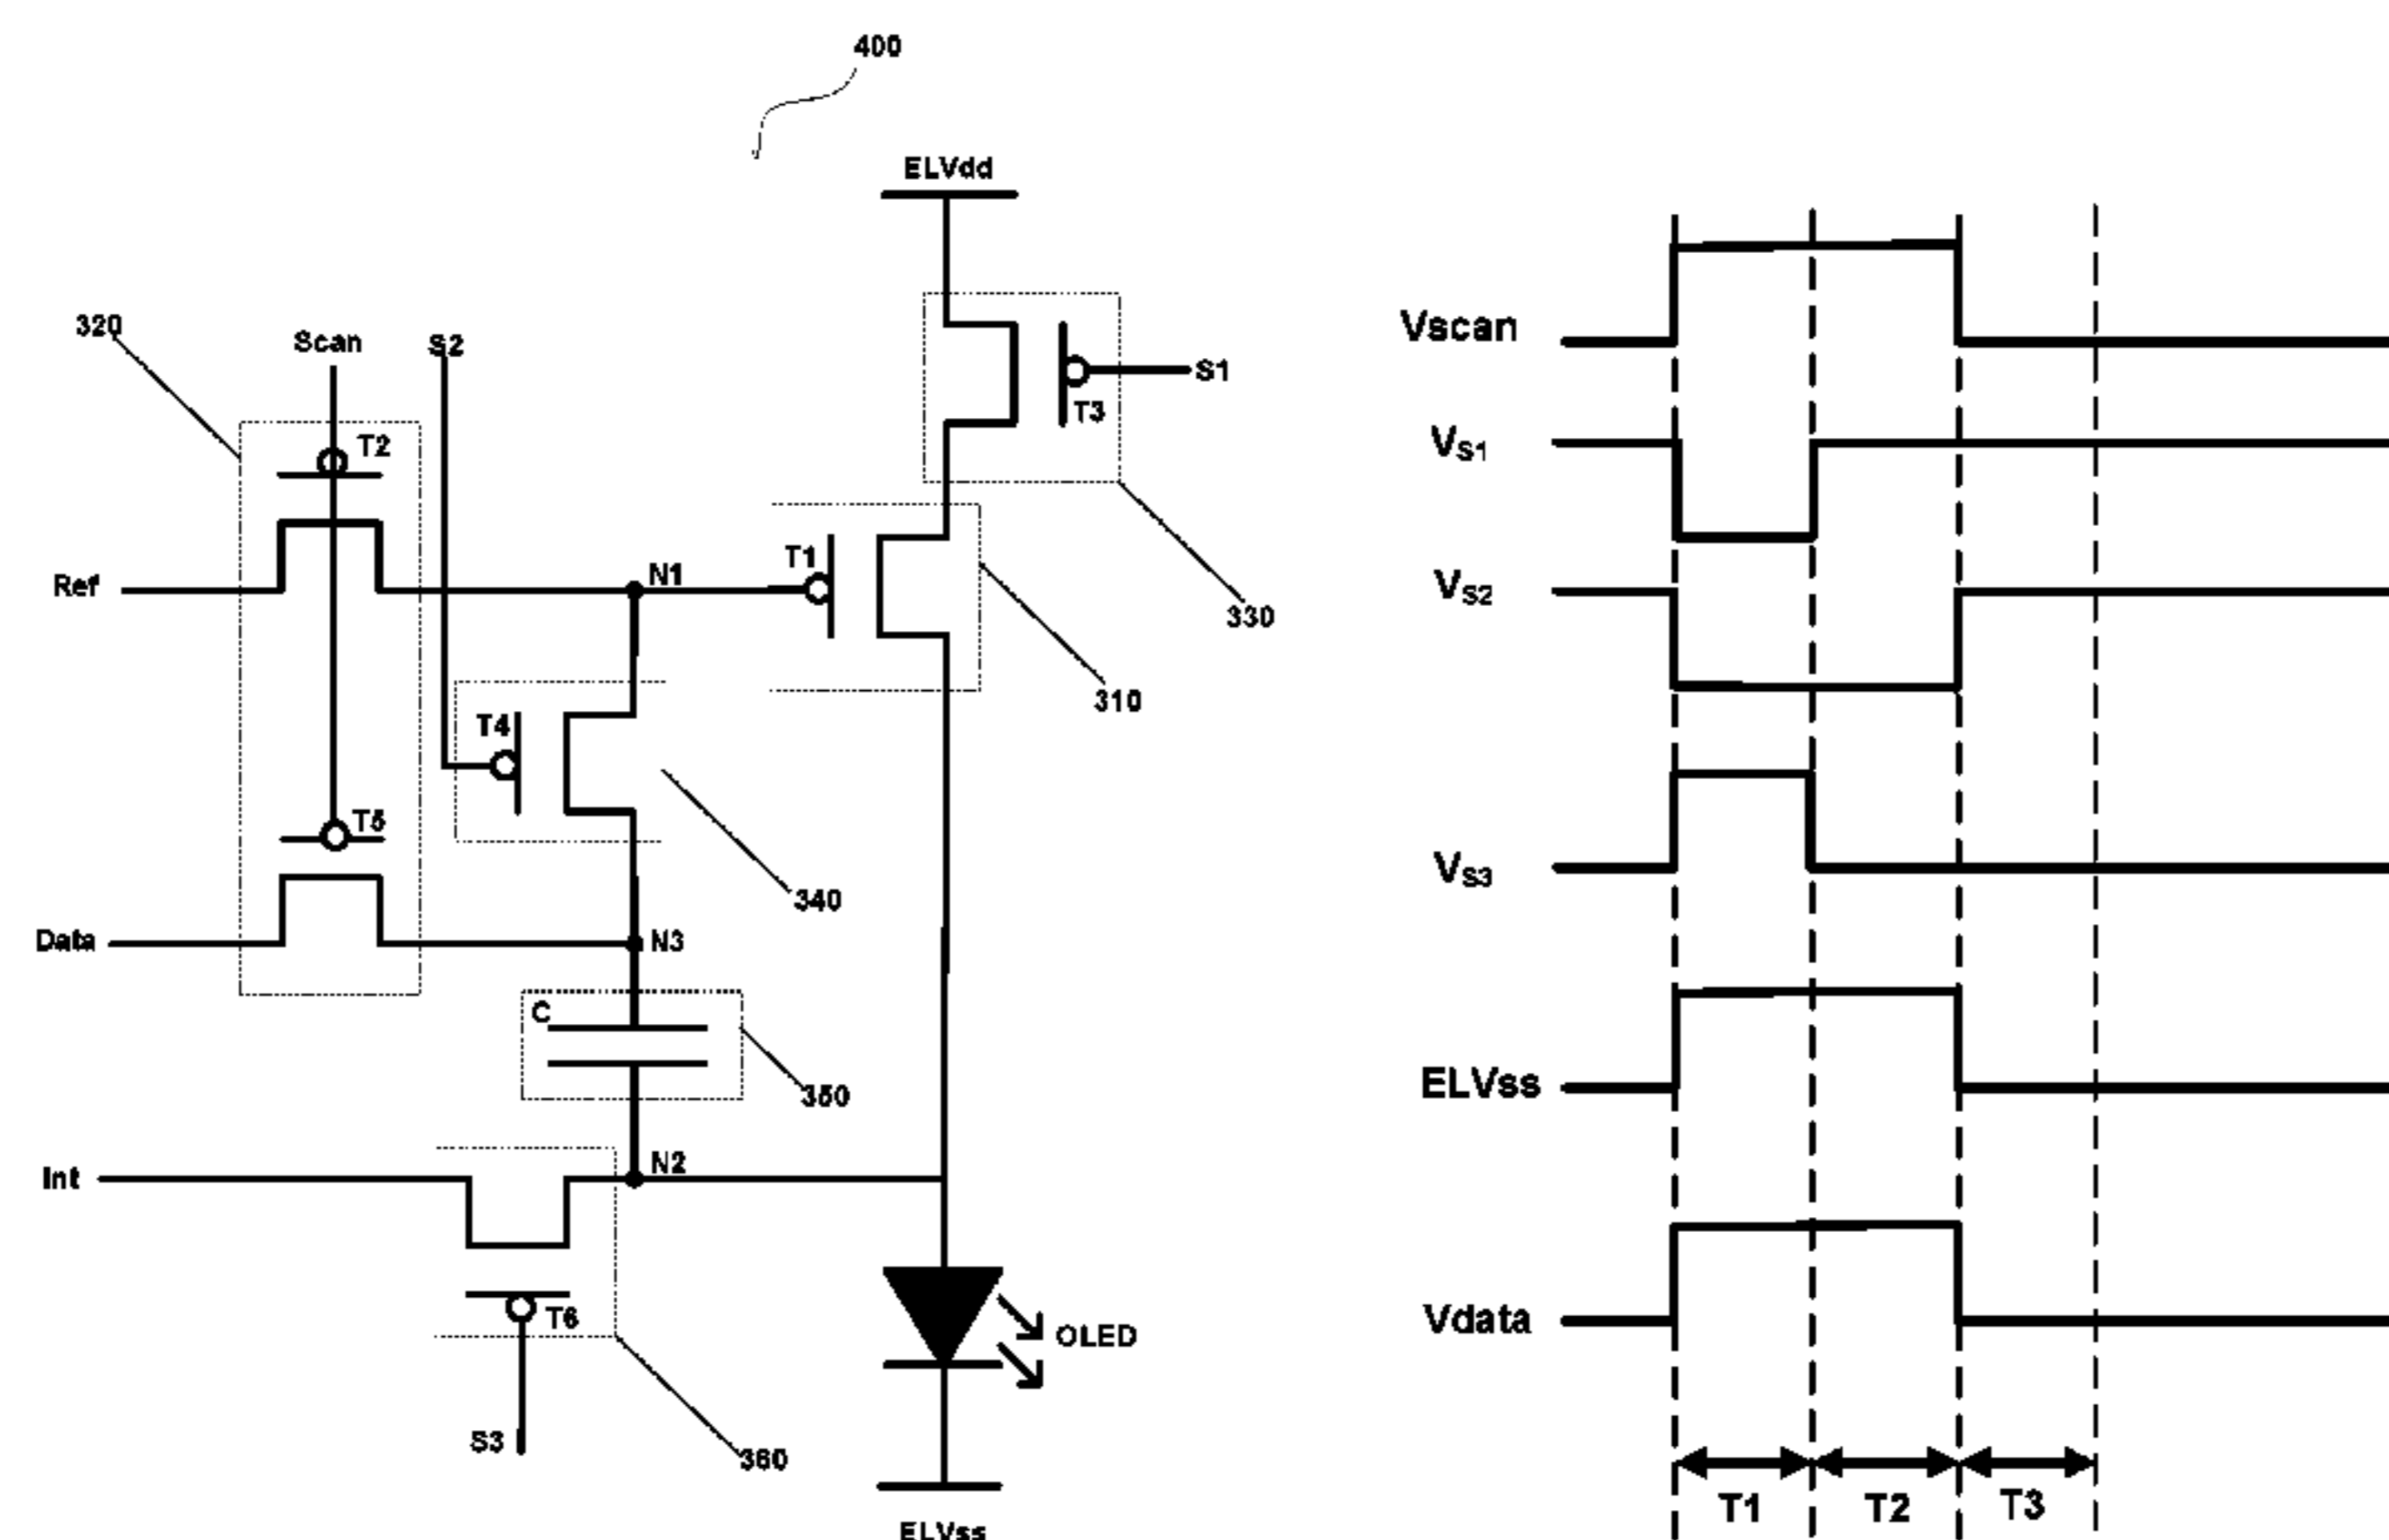 400
ELVdd
320
Scan
S2
T2
S1
T3
Ref
N1
T1
330
310
T4
T5
340
Data
N3
C
350
Int
N2
T6
OLED
S3
360
ELVss
Vscan
VS1
VS2
VS3
ELVss
Vdata
T1
T2
T3